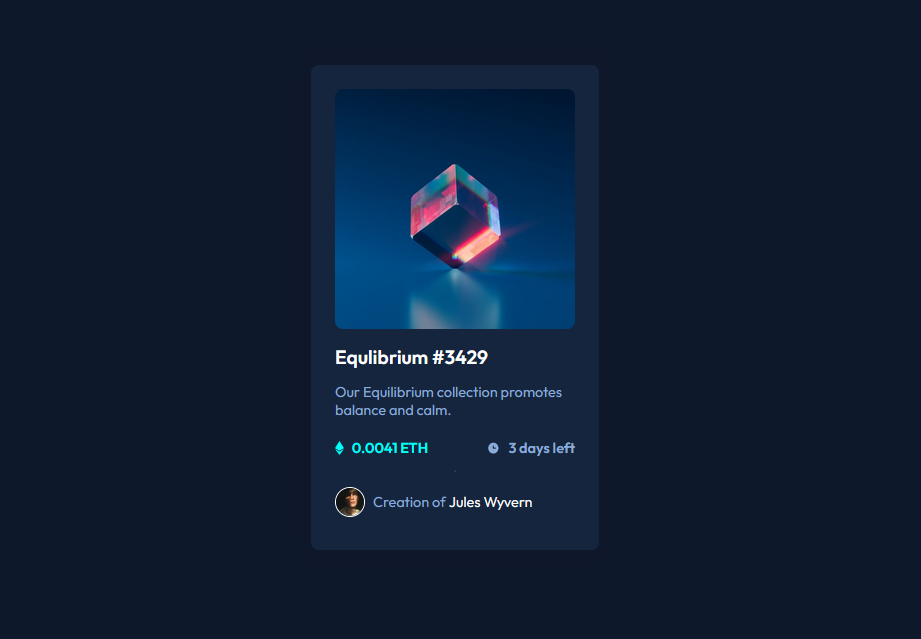 Equlibrium #3429
Our Equilibrium collection promotes
balance and calm.
0.0041 ETH 3 days left
Creation of Jules Wyvern